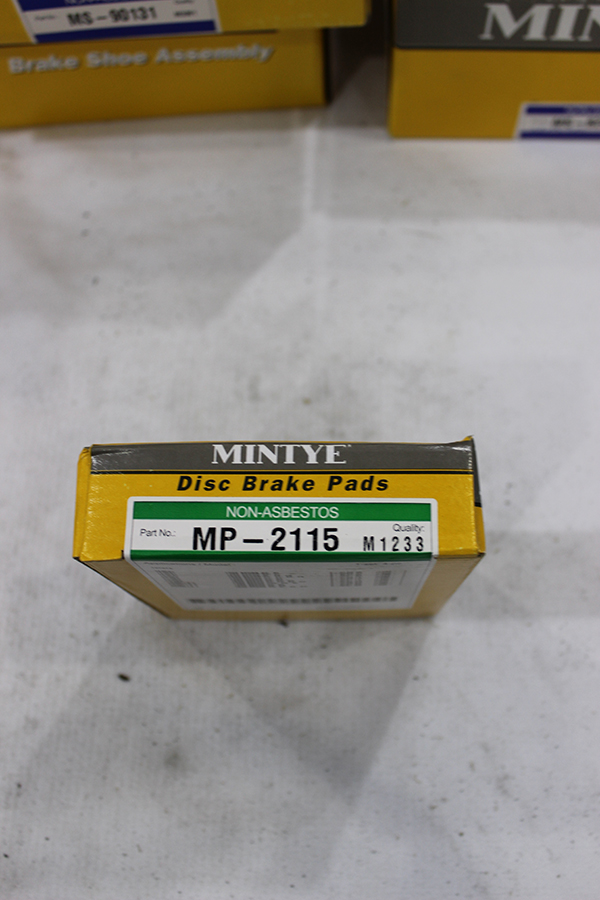 MS-90131
Brake Shoe Assembly
MIN
MINTYE
Disc Brake Pads
NON-ASBESTOS
Part No.: MP-2115 Quality: M1233